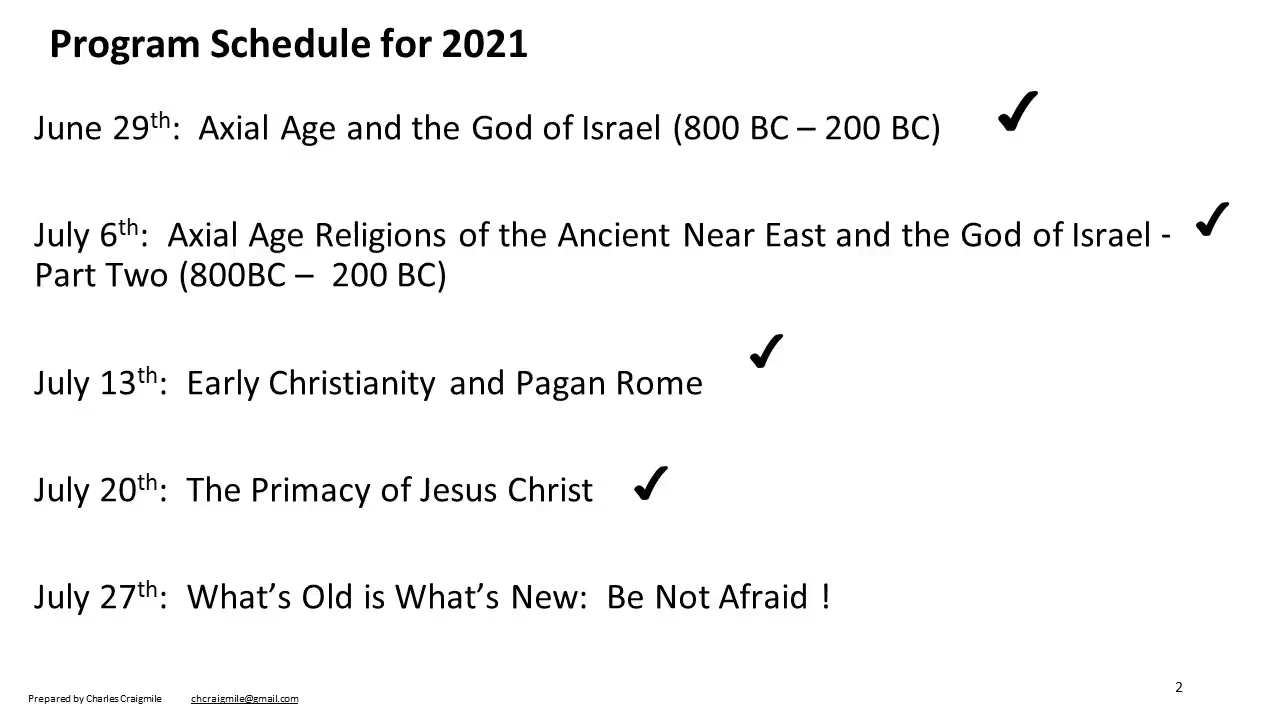 Program Schedule for 2021
June 29th:  Axial Age and the God of Israel (800 BC – 200 BC) ✔
July 6th:  Axial Age Religions of the Ancient Near East and the God of Israel - ✔
Part Two (800BC –  200 BC)
July 13th:  Early Christianity and Pagan Rome ✔
July 20th:  The Primacy of Jesus Christ ✔
July 27th:  What’s Old is What’s New:  Be Not Afraid !
Prepared by Charles Craigmile chcraigmile@gmail.com
2